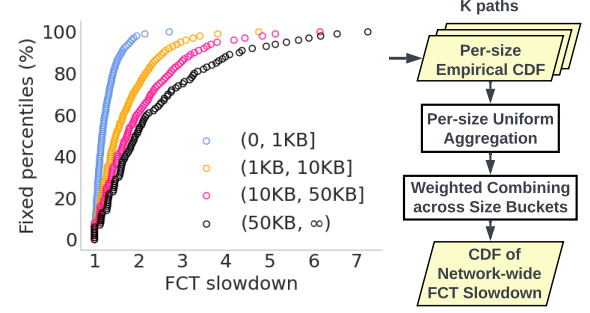 Fixed percentiles (%)
100
80
60
40
20
0
1 2 3 4 5 6 7
FCT slowdown
(0, 1KB]
(1KB, 10KB]
(10KB, 50KB]
(50KB, ∞)
K paths
Per-size
Empirical CDF
Per-size Uniform
Aggregation
Weighted Combining
across Size Buckets
CDF of
Network-wide
FCT Slowdown